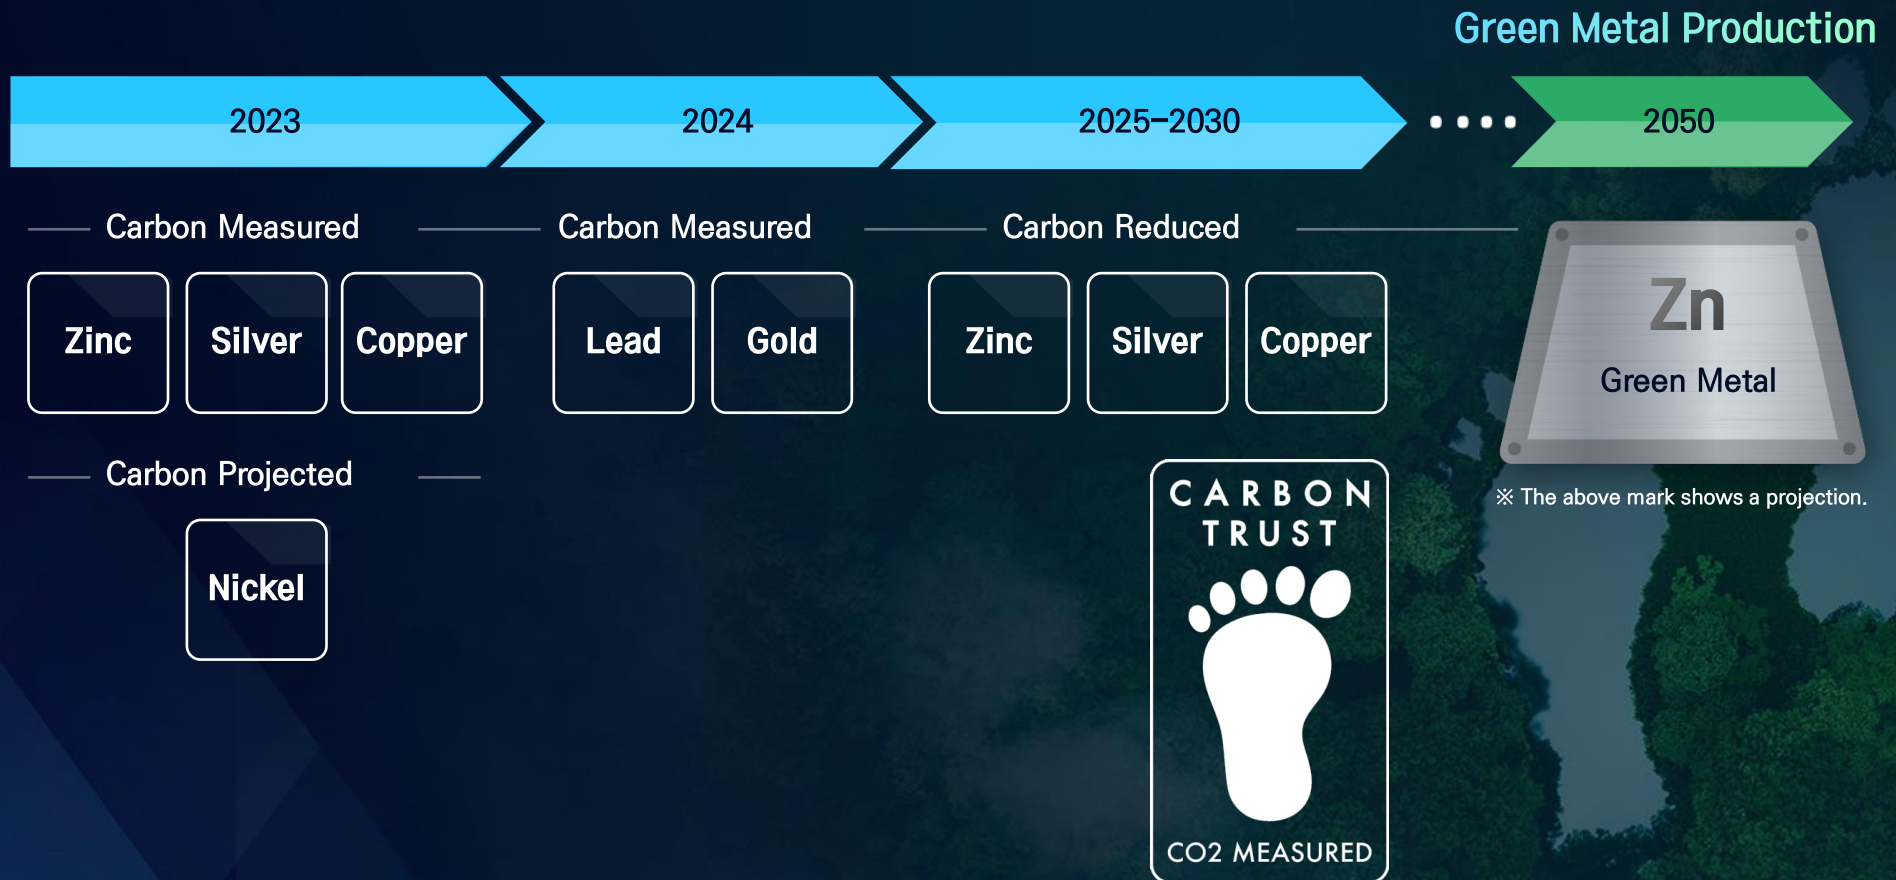 Green Metal Production
2023
2024
2025-2030
2050
Carbon Measured
Carbon Measured
Carbon Reduced
Zinc
Silver
Copper
Lead
Gold
Zinc
Silver
Copper
Zn
Green Metal
※ The above mark shows a projection.
Carbon Projected
Nickel
CARBON
TRUST
CO2 MEASURED